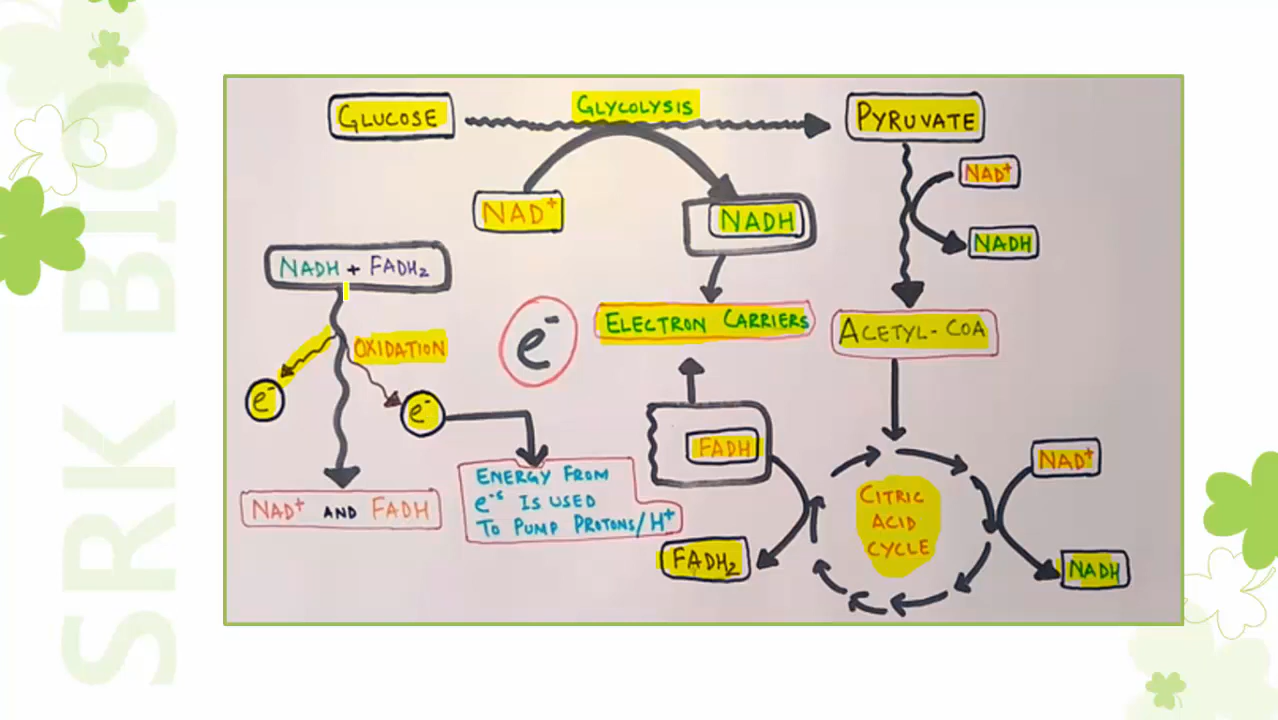 SRK BIO
GLUCOSE
GLYCOLYSIS
PYRUVATE
NAD+
NADH
NAD+
NADH
NADH + FADH₂
ELECTRON CARRIERS
ACETYL-COA
OXIDATION
e⁻
e⁻
e⁻
FADH
NAD+
CITRIC
ACID
CYCLE
ENERGY FROM
e⁻s IS USED
TO PUMP PROTONS/H+
NAD+ AND FADH
FADH₂
NADH